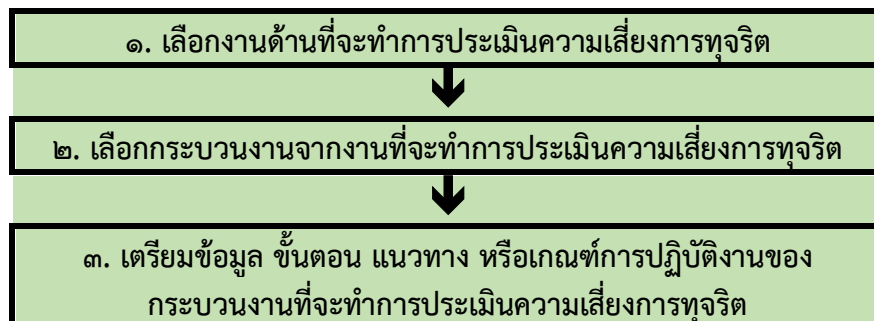 ๑. เลือกงานด้านที่จะทำการประเมินความเสี่ยงการทุจริต
๒. เลือกกระบวนงานจากงานที่จะทำการประเมินความเสี่ยงการทุจริต
๓. เตรียมข้อมูล ขั้นตอน แนวทาง หรือเกณฑ์การปฏิบัติงานของ
กระบวนงานที่จะทำการประเมินความเสี่ยงการทุจริต